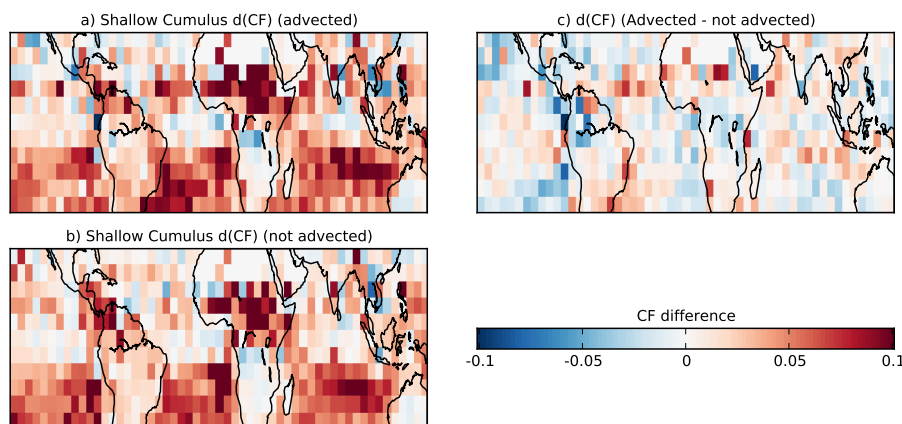 a) Shallow Cumulus d(CF) (advected)
c) d(CF) (Advected - not advected)
b) Shallow Cumulus d(CF) (not advected)
CF difference
-0.1 -0.05 0 0.05 0.1